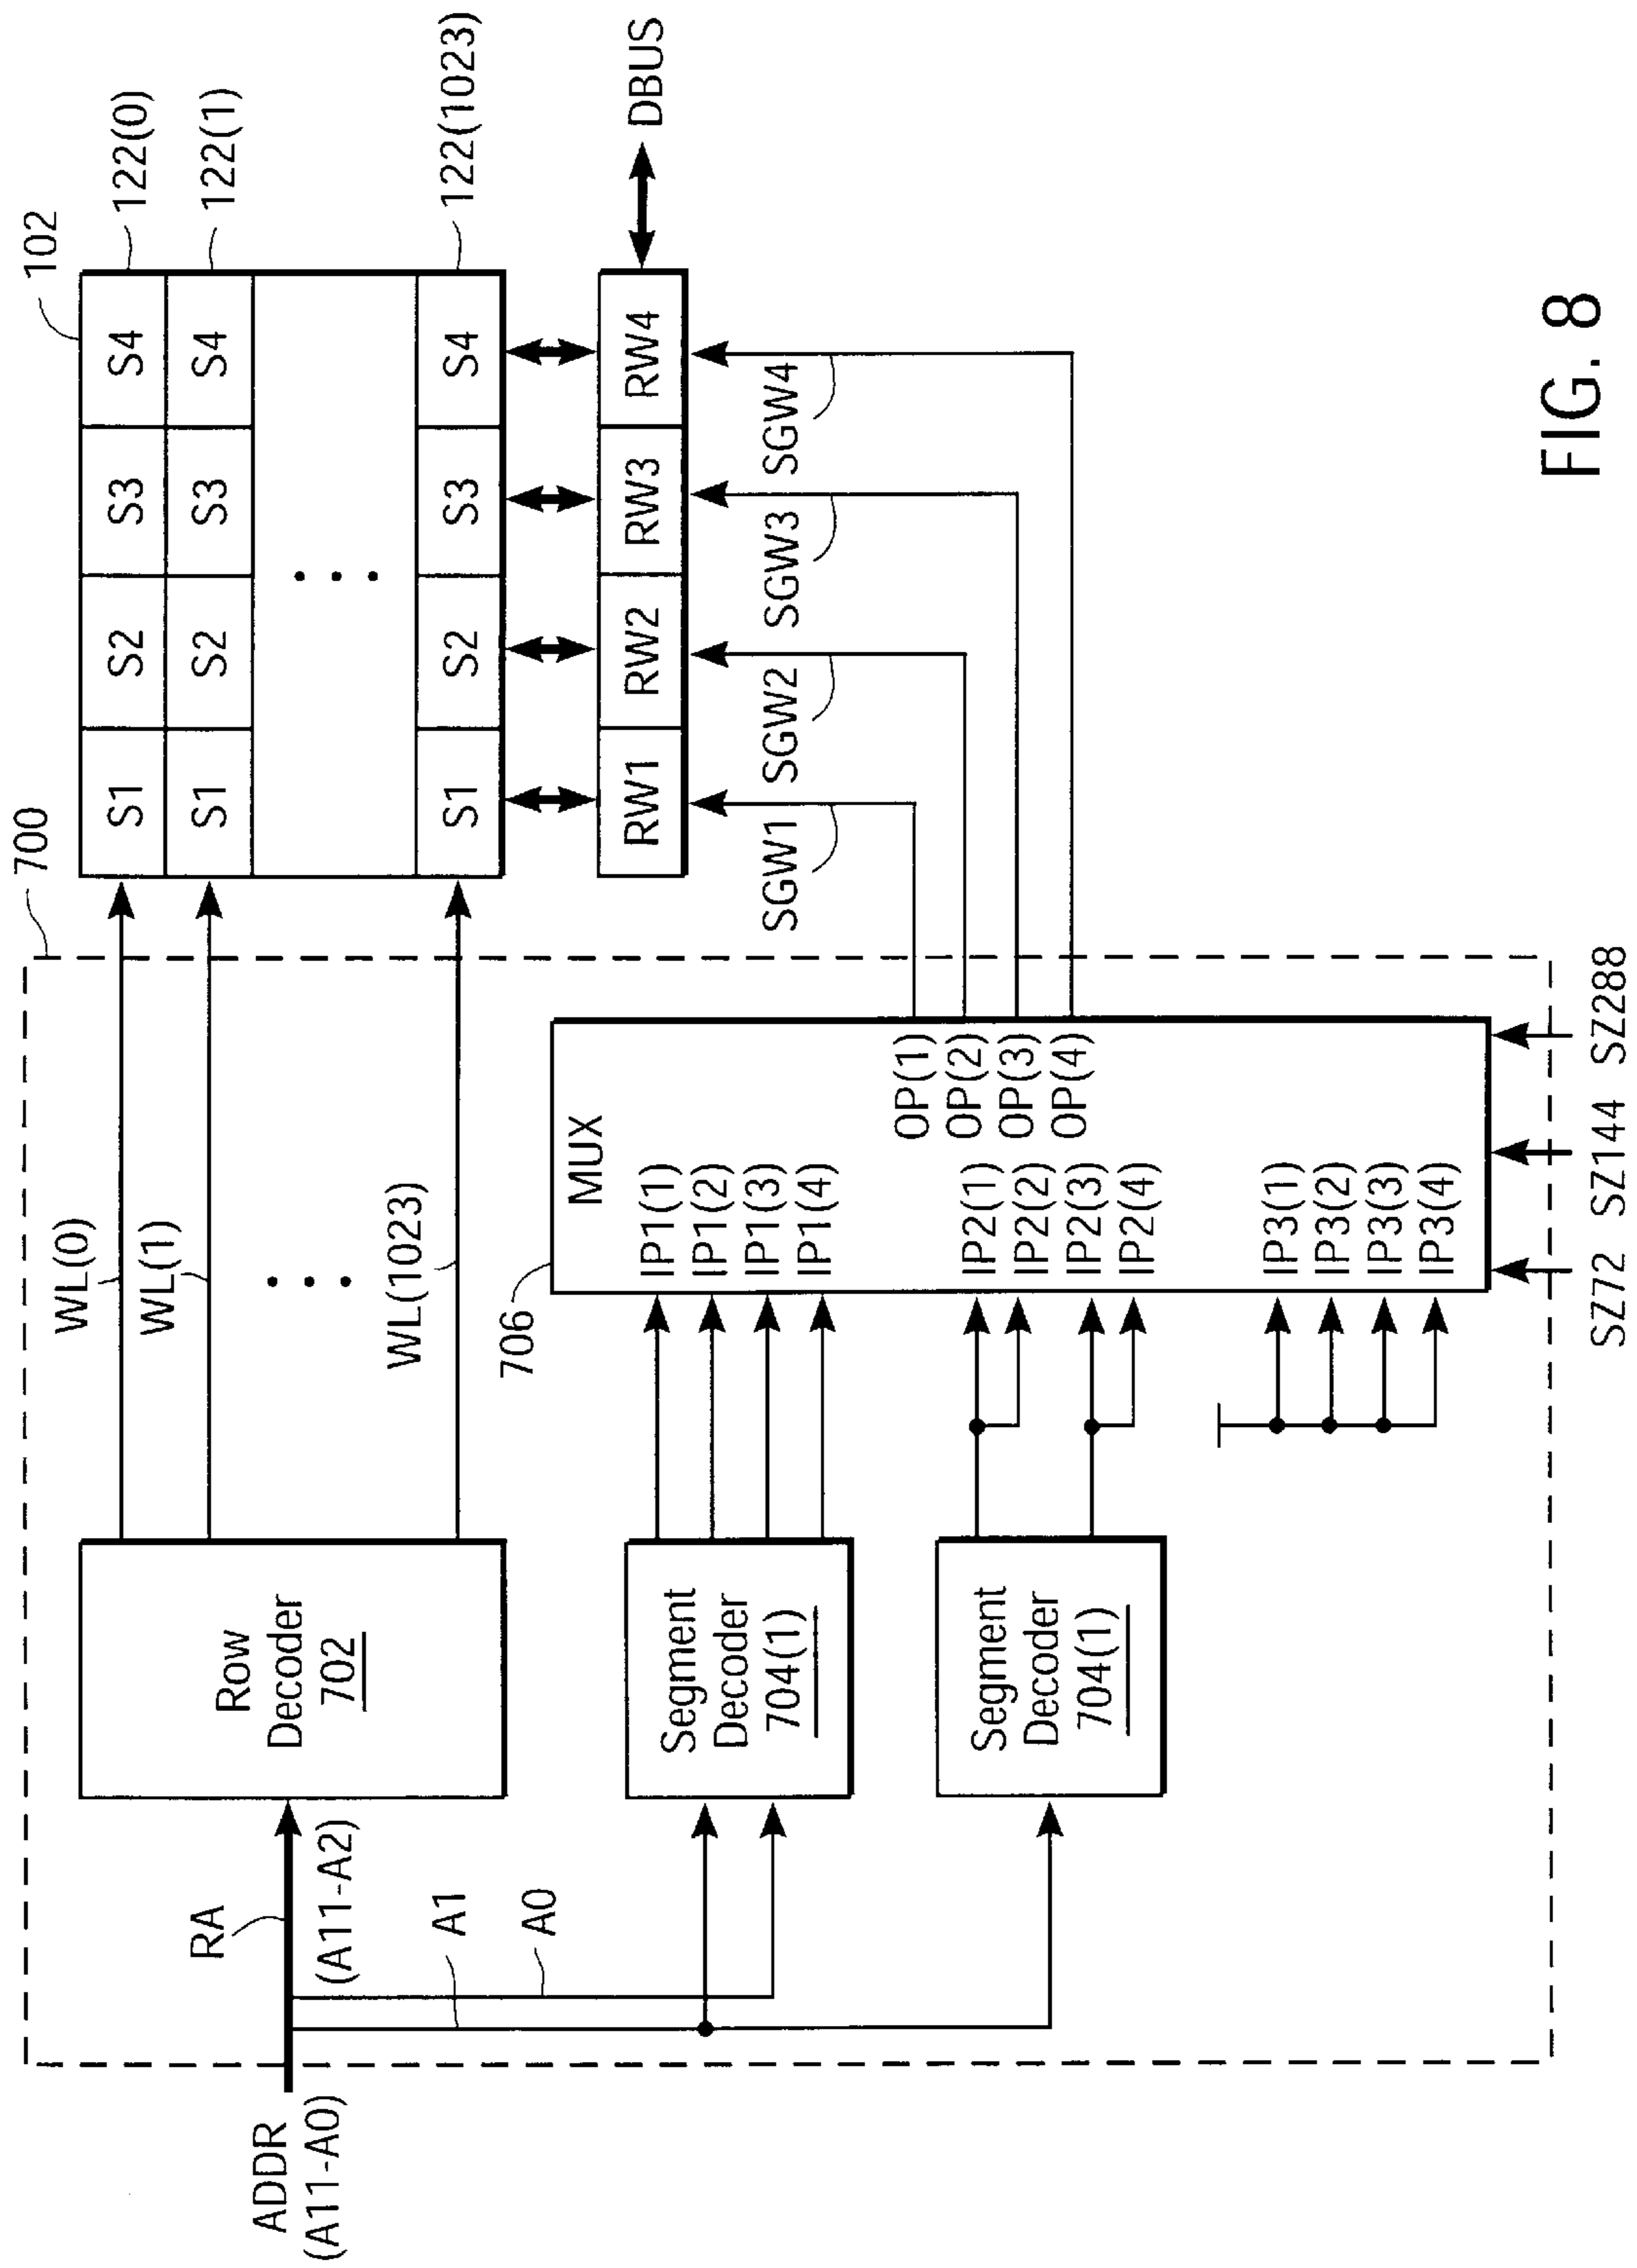 700
102
122(0)
122(1)
122(1023)
S1 S2 S3 S4
S1 S2 S3 S4
S1 S2 S3 S4
WL(0)
WL(1)
WL(1023)
Row
Decoder
702
RA
(A11-A2)
ADDR
(A11-A0)
A1
A0
RW1 RW2 RW3 RW4
DBUS
SGW1 SGW2 SGW3 SGW4
706
MUX
Segment
Decoder
704(1)
IP1(1)
IP1(2)
IP1(3)
IP1(4)
OP(1)
OP(2)
OP(3)
OP(4)
Segment
Decoder
704(1)
IP2(1)
IP2(2)
IP2(3)
IP2(4)
IP3(1)
IP3(2)
IP3(3)
IP3(4)
SZ72 SZ144 SZ288
FIG. 8